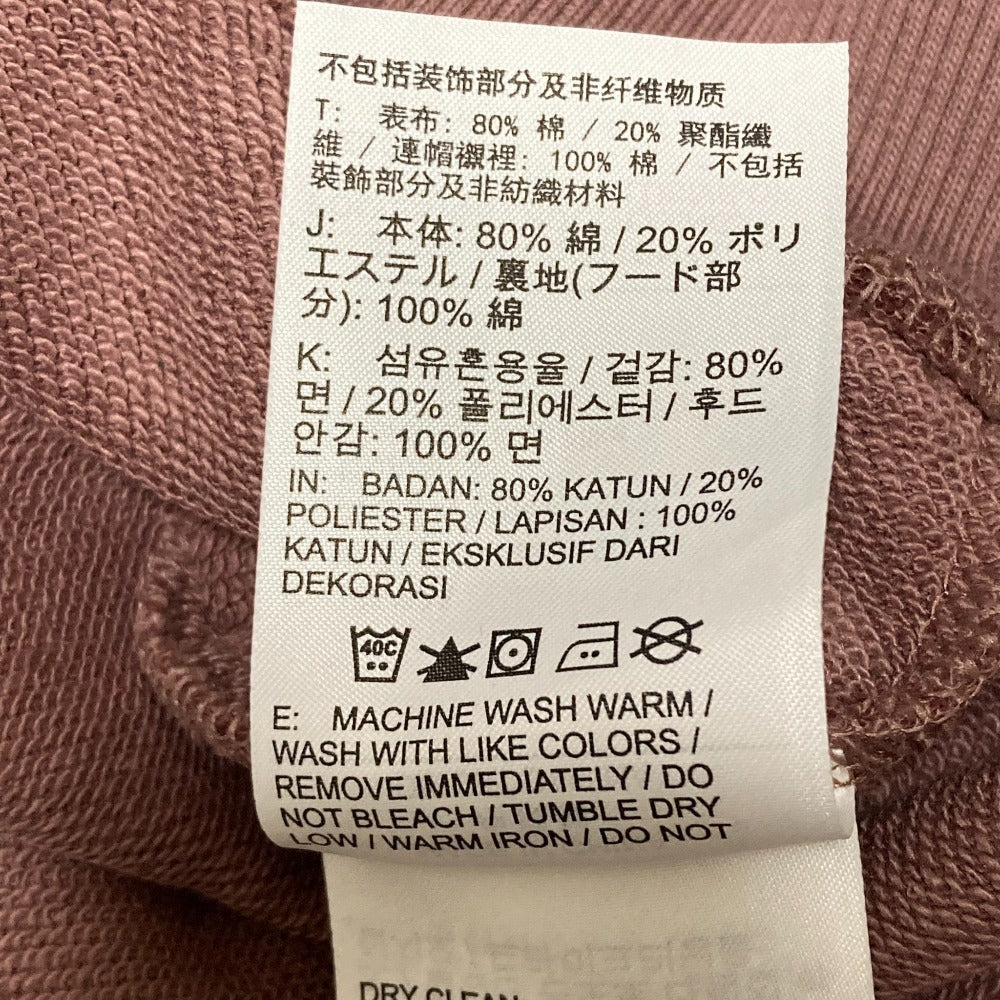 不包括装饰部分及非纤维物质
T: 表布: 80% 棉 / 20% 聚酯纖
維 / 連帽襯裡: 100% 棉 / 不包括
裝飾部分及非紡織材料
J: 本体: 80% 綿 / 20% ポリ
エステル / 裏地(フード部
分): 100% 綿
K: 섬유혼용율 / 겉감: 80%
면 / 20% 폴리에스터 / 후드
안감: 100% 면
IN: BADAN: 80% KATUN / 20%
POLIESTER / LAPISAN : 100%
KATUN / EKSKLUSIF DARI
DEKORASI
40C
E: MACHINE WASH WARM /
WASH WITH LIKE COLORS /
REMOVE IMMEDIATELY / DO
NOT BLEACH / TUMBLE DRY
LOW / WARM IRON / DO NOT
DRY CLEAN